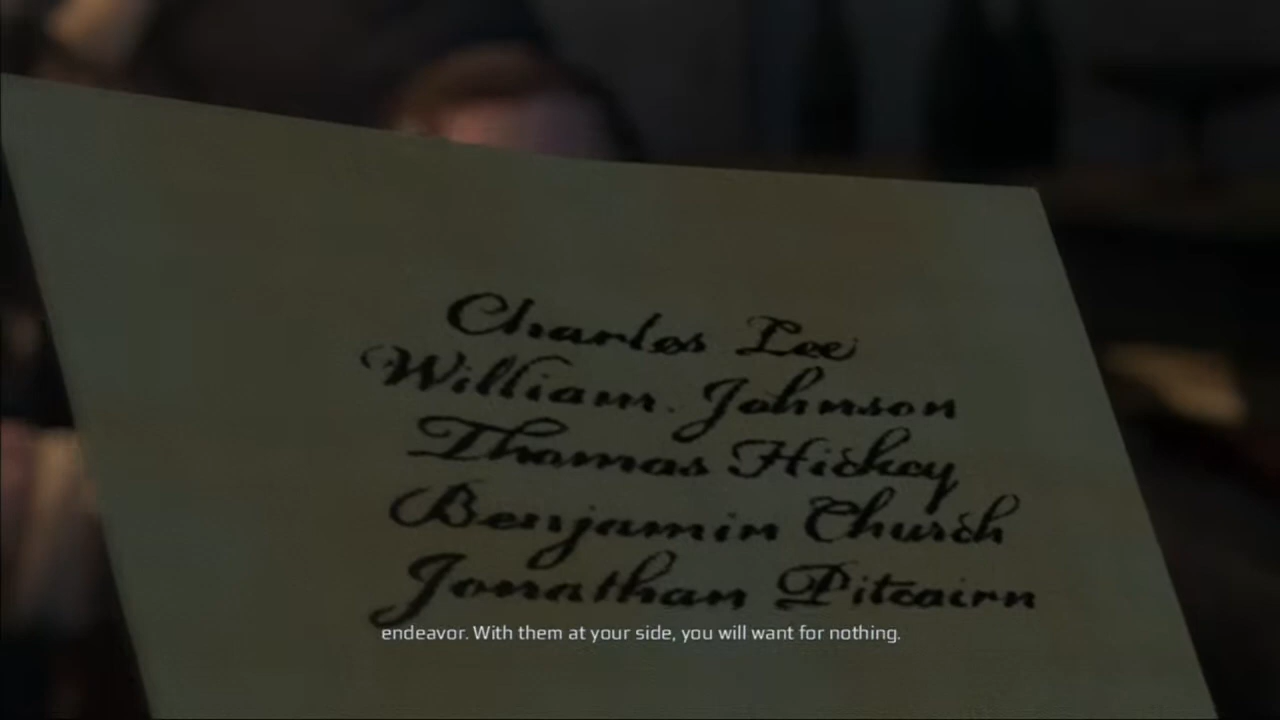 Charles Lee
William Johnson
Thomas Hickey
Benjamin Church
Jonathan Pitcairn
endeavor. With them at your side, you will want for nothing.